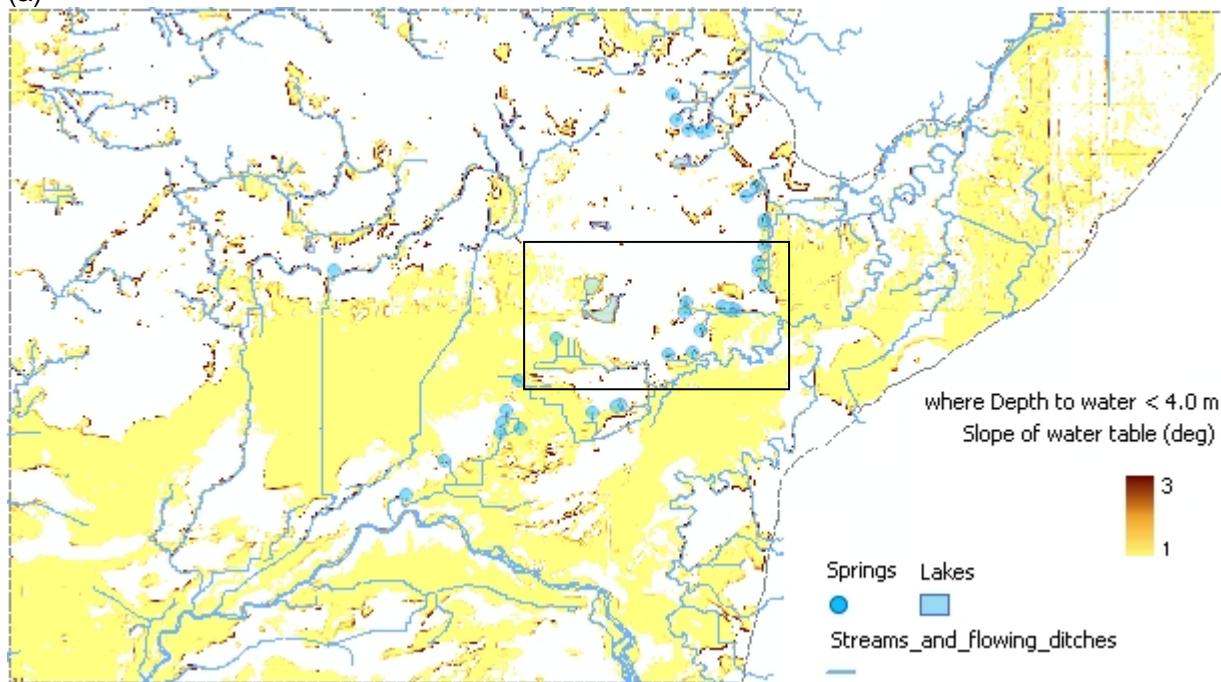 (a)
where Depth to water < 4.0 m
Slope of water table (deg)
3
1
Springs Lakes
Streams_and_flowing_ditches